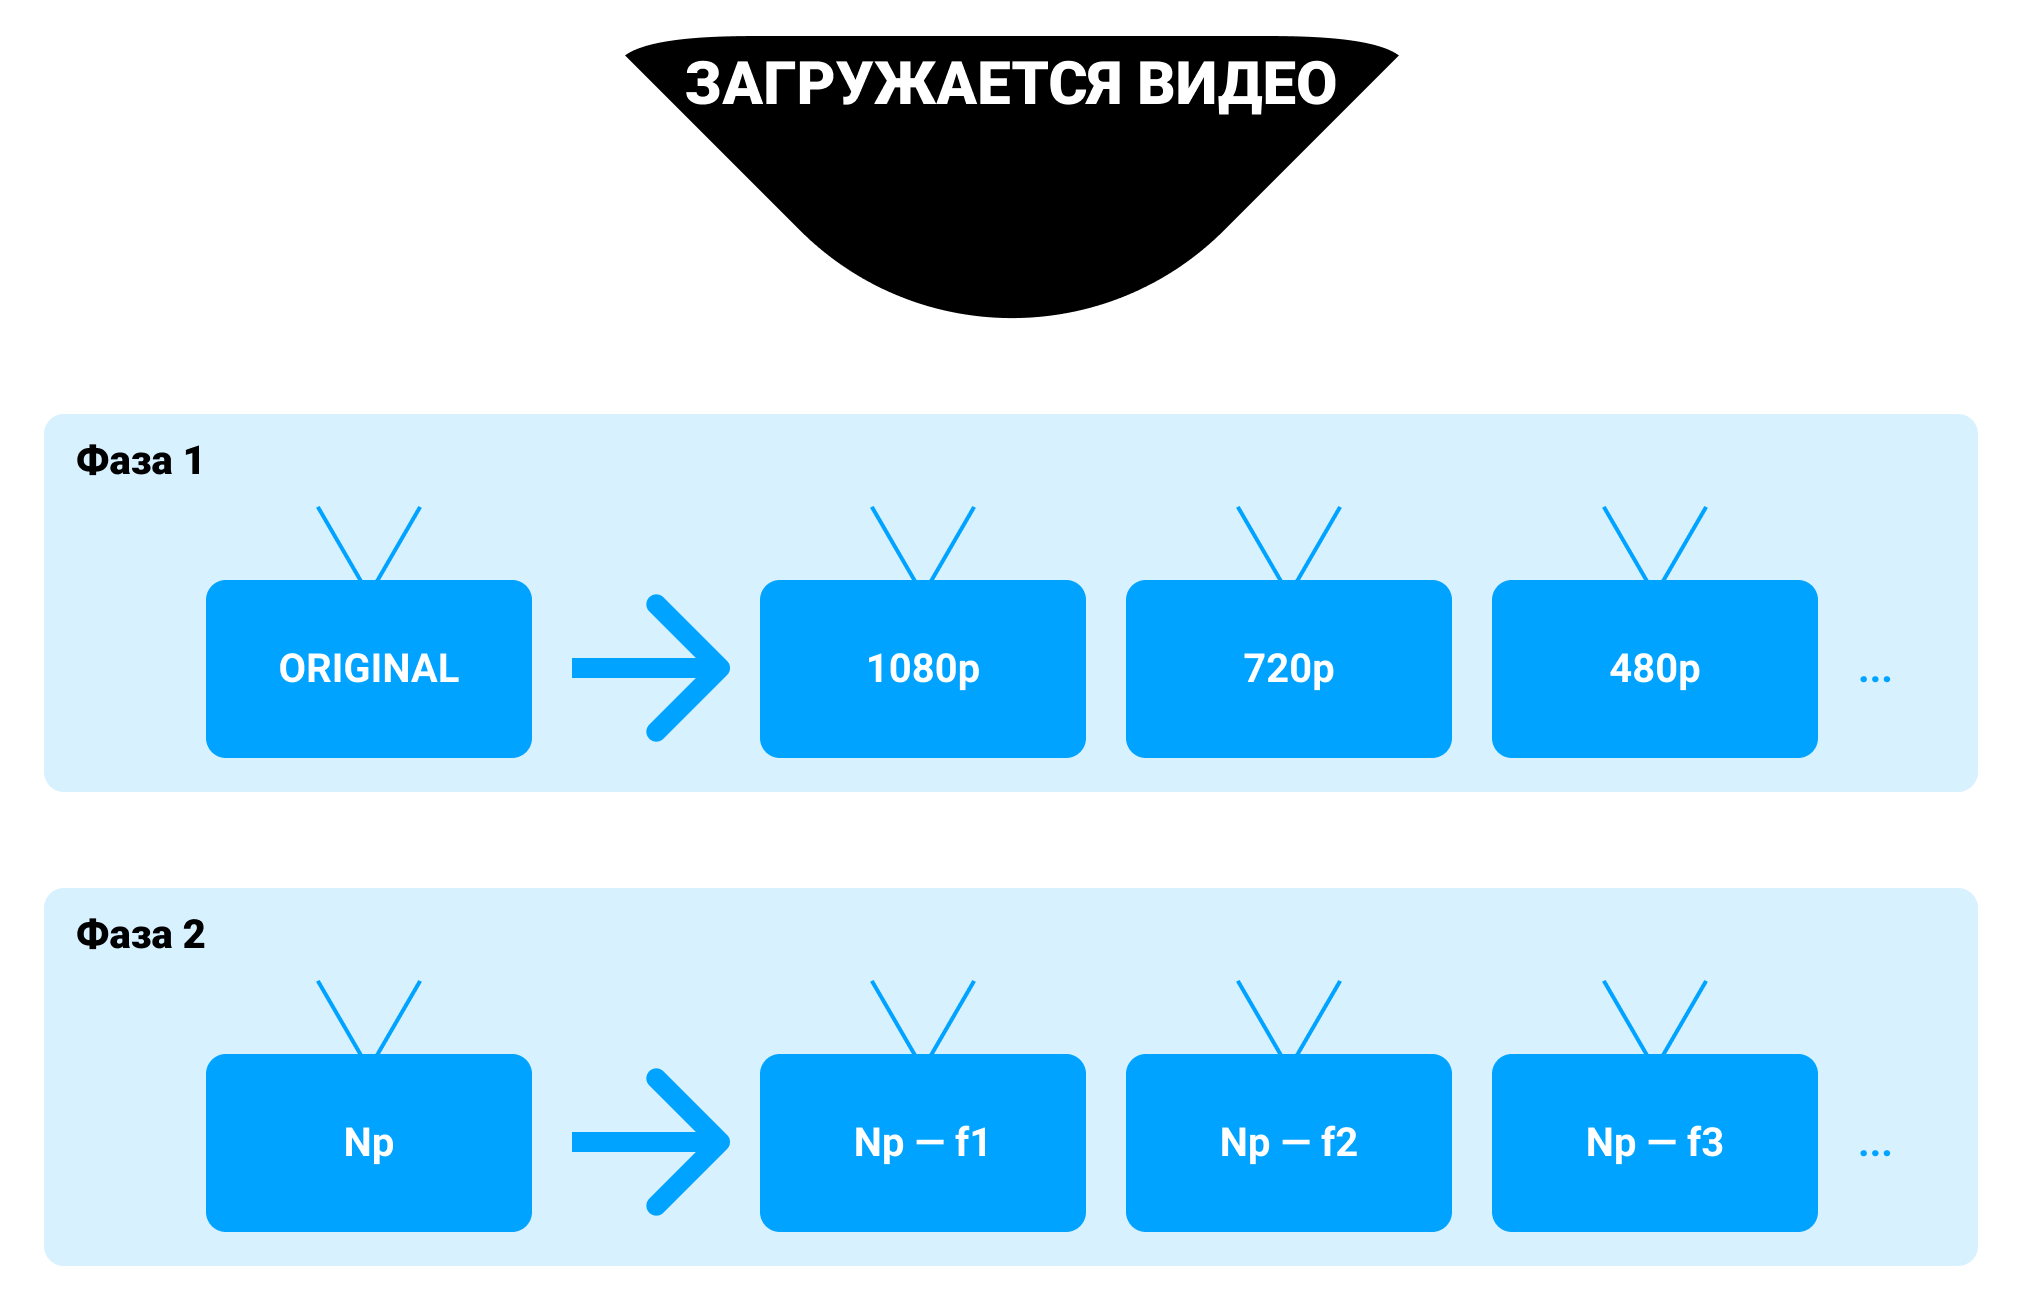 ЗАГРУЖАЕТСЯ ВИДЕО
Фаза 1
ORIGINAL
1080p
720p
480p
...
Фаза 2
Np
Np — f1
Np — f2
Np — f3
...